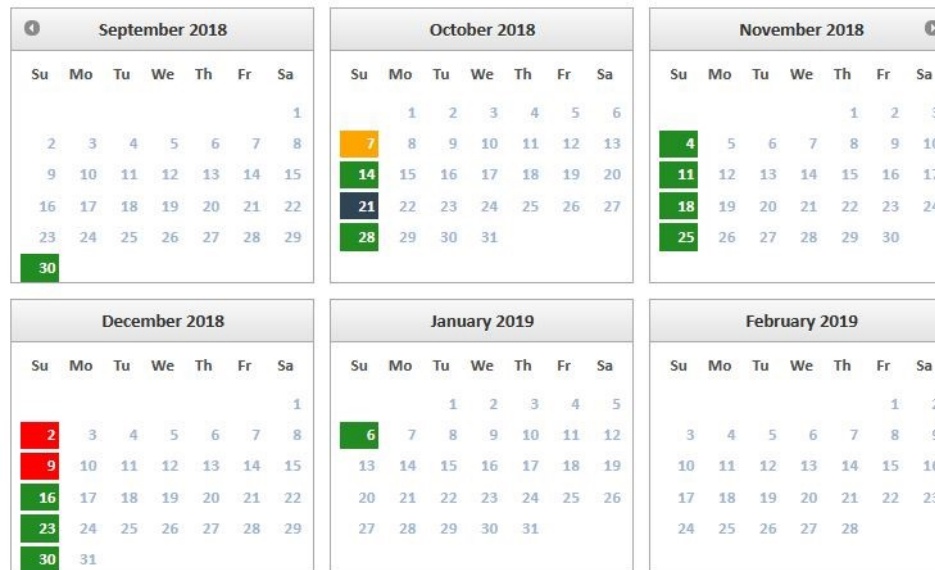 September 2018
Su Mo Tu We Th Fr Sa
1
2 3 4 5 6 7 8
9 10 11 12 13 14 15
16 17 18 19 20 21 22
23 24 25 26 27 28 29
30
October 2018
Su Mo Tu We Th Fr Sa
1 2 3 4 5 6
7 8 9 10 11 12 13
14 15 16 17 18 19 20
21 22 23 24 25 26 27
28 29 30 31
November 2018
Su Mo Tu We Th Fr Sa
1 2
4 5 6 7 8 9 10
11 12 13 14 15 16 17
18 19 20 21 22 23 24
25 26 27 28 29 30
December 2018
Su Mo Tu We Th Fr Sa
1
2 3 4 5 6 7 8
9 10 11 12 13 14 15
16 17 18 19 20 21 22
23 24 25 26 27 28 29
30 31
January 2019
Su Mo Tu We Th Fr Sa
1 2 3 4 5
6 7 8 9 10 11 12
13 14 15 16 17 18 19
20 21 22 23 24 25 26
27 28 29 30 31
February 2019
Su Mo Tu We Th Fr Sa
1
3 4 5 6 7 8
10 11 12 13 14 15 16
17 18 19 20 21 22 23
24 25 26 27 28